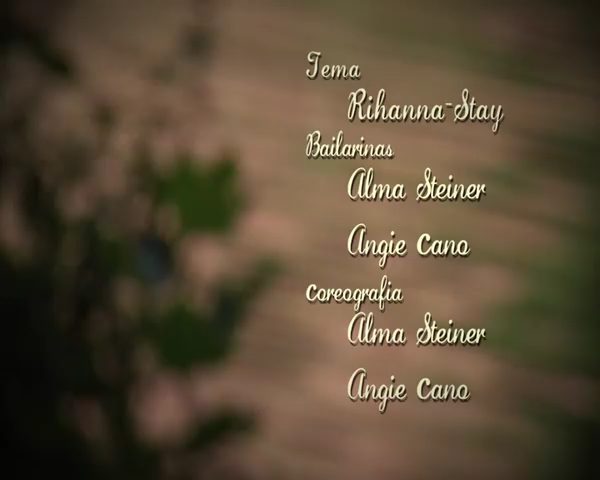 Tema
Rihanna-Stay
Bailarinas
Alma Steiner
Angie Cano
Coreografia
Alma Steiner
Angie Cano